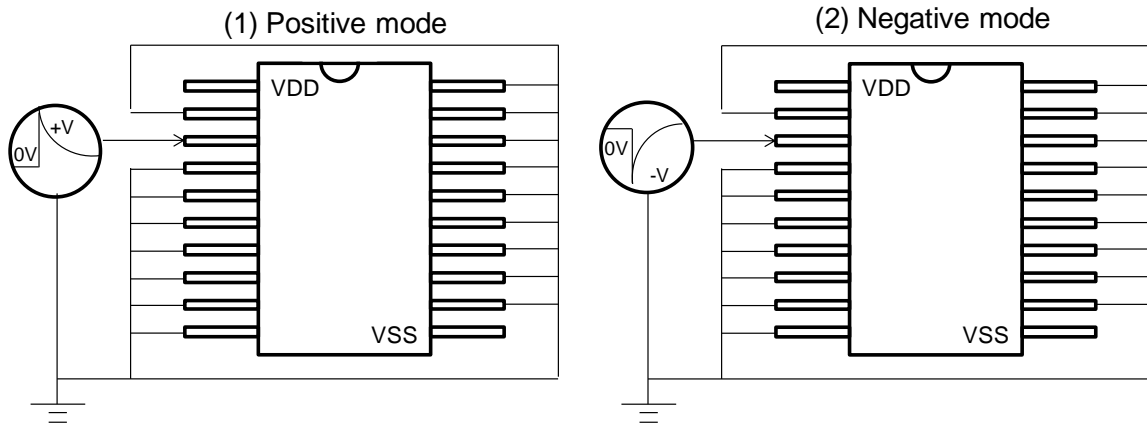 (1) Positive mode
VDD
+V
0V
VSS
(2) Negative mode
VDD
0V
-V
VSS